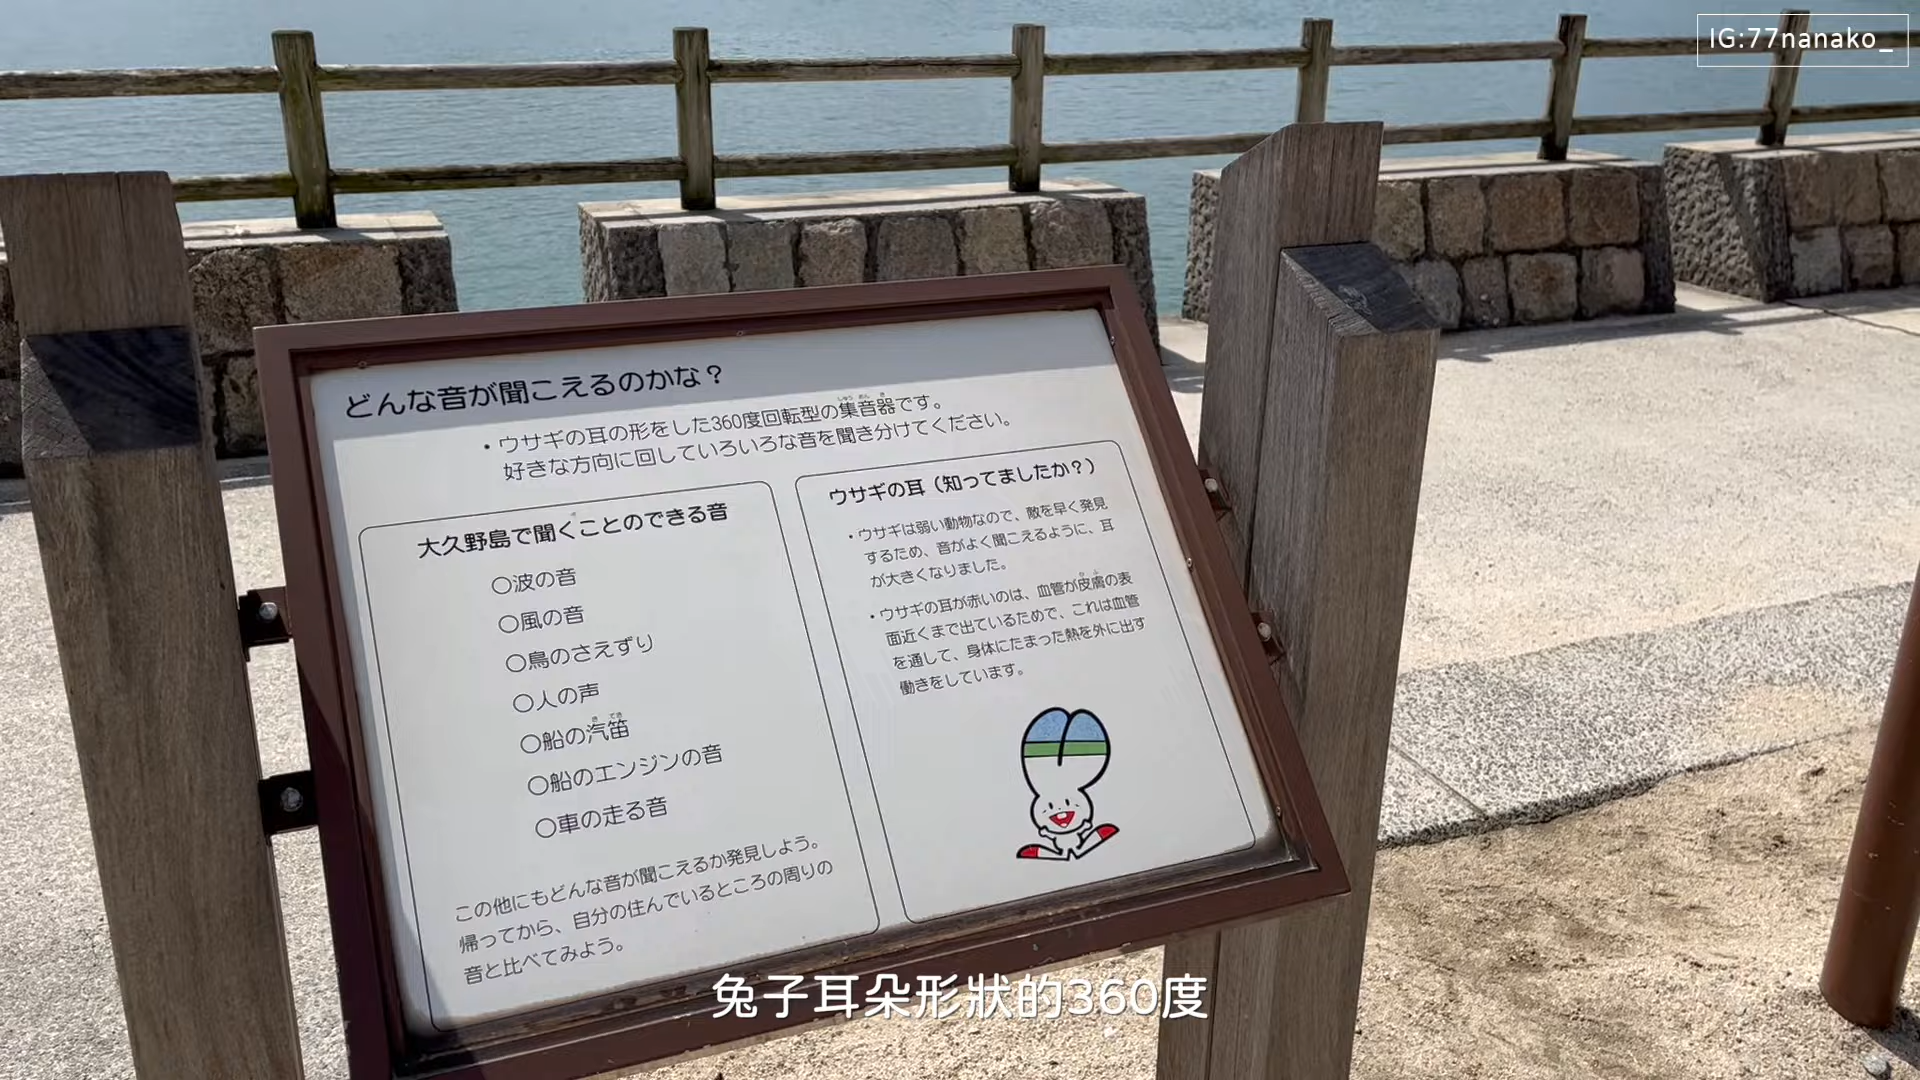 IG:77nanako_
どんな音が聞こえるのかな？
・ウサギの耳の形をした360度回転型の集音器です。
好きな方向に回していろいろな音を聞き分けてください。
大久野島で聞くことのできる音
○波の音
○風の音
○鳥のさえずり
○人の声
○船の汽笛
○船のエンジンの音
○車の走る音
この他にもどんな音が聞こえるか発見しよう。
帰ってから、自分の住んでいるところの周りの
音と比べてみよう。
ウサギの耳（知ってましたか？）
・ウサギは弱い動物なので、敵を早く発見
するため、音がよく聞こえるように、耳
が大きくなりました。
・ウサギの耳が赤いのは、血管が皮膚の表
面近くまで出ているためで、これは血管
を通して、身体にたまった熱を外に出す
働きをしています。
兔子耳朵形狀的360度